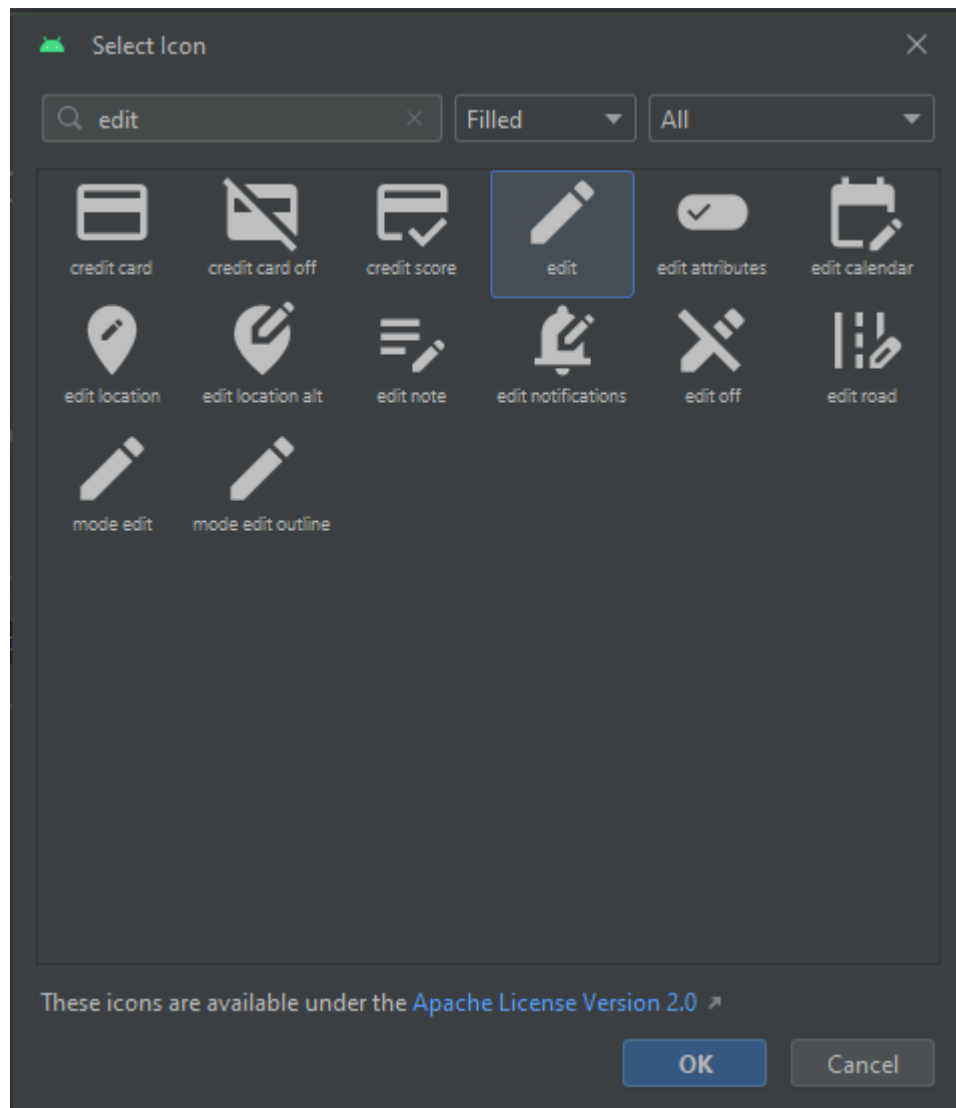 Select Icon
edit
Filled
All
credit card
credit card off
credit score
edit
edit attributes
edit calendar
edit location
edit location alt
edit note
edit notifications
edit off
edit road
mode edit
mode edit outline
These icons are available under the Apache License Version 2.0
OK
Cancel